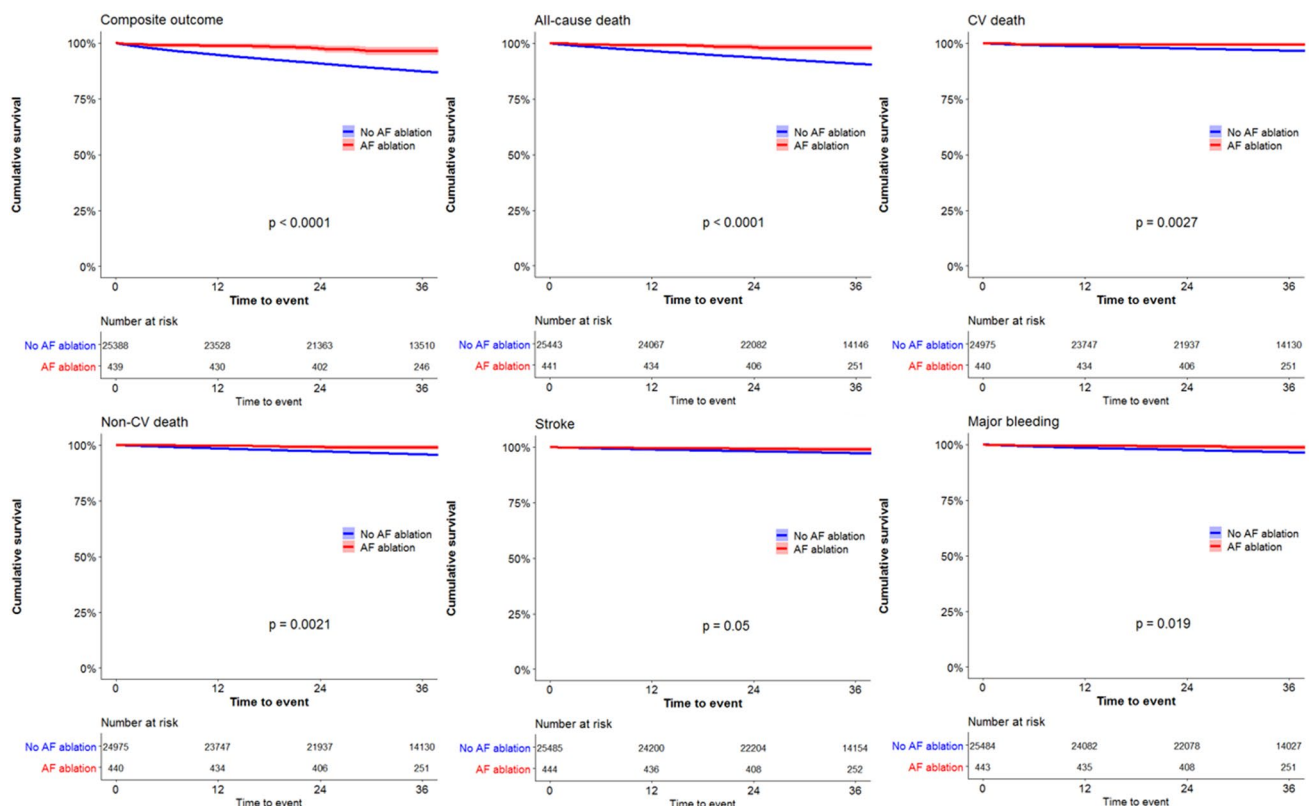 Composite outcome
Cumulative survival
100%
75%
50%
25%
0%
No AF ablation
AF ablation
p < 0.0001
0 12 24 36
Time to event
Number at risk
No AF ablation 25388 23528 21363 13510
AF ablation 439 430 402 246
0 12 24 36
Time to event
All-cause death
Cumulative survival
100%
75%
50%
25%
0%
No AF ablation
AF ablation
p < 0.0001
0 12 24 36
Time to event
Number at risk
No AF ablation 25443 24067 22082 14146
AF ablation 441 434 406 251
0 12 24 36
Time to event
CV death
Cumulative survival
100%
75%
50%
25%
0%
No AF ablation
AF ablation
p = 0.0027
0 12 24 36
Time to event
Number at risk
No AF ablation 24975 23747 21937 14130
AF ablation 440 434 406 251
0 12 24 36
Time to event
Non-CV death
Cumulative survival
100%
75%
50%
25%
0%
No AF ablation
AF ablation
p = 0.0021
0 12 24 36
Time to event
Number at risk
No AF ablation 24975 23747 21937 14130
AF ablation 440 434 406 251
0 12 24 36
Time to event
Stroke
Cumulative survival
100%
75%
50%
25%
0%
No AF ablation
AF ablation
p = 0.05
0 12 24 36
Time to event
Number at risk
No AF ablation 25485 24200 22204 14154
AF ablation 444 436 408 252
0 12 24 36
Time to event
Major bleeding
Cumulative survival
100%
75%
50%
25%
0%
No AF ablation
AF ablation
p = 0.019
0 12 24 36
Time to event
Number at risk
No AF ablation 25484 24082 22078 14027
AF ablation 443 435 408 251
0 12 24 36
Time to event